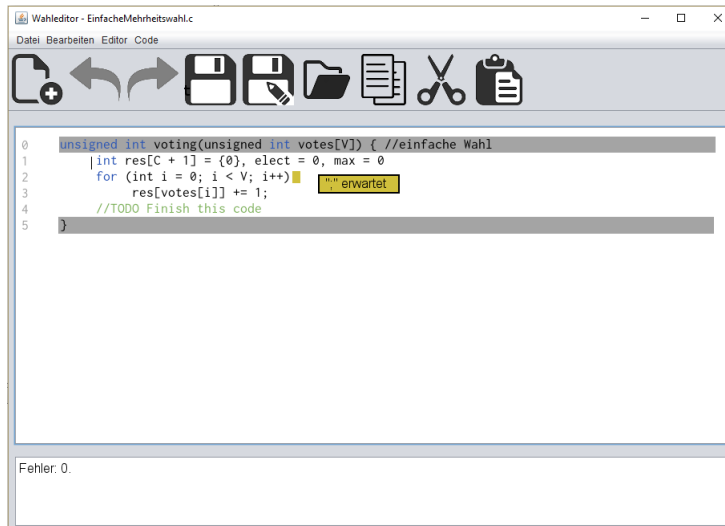 Wahleditor - EinfacheMehrheitswahl.c
Datei Bearbeiten Editor Code
0 unsigned int voting(unsigned int votes[V]) { //einfache Wahl
1 int res[C + 1] = {0}, elect = 0, max = 0
2 for (int i = 0; i < V; i++)
";" erwartet
3 res[votes[i]] += 1;
4 //TODO Finish this code
5 }
Fehler: 0.